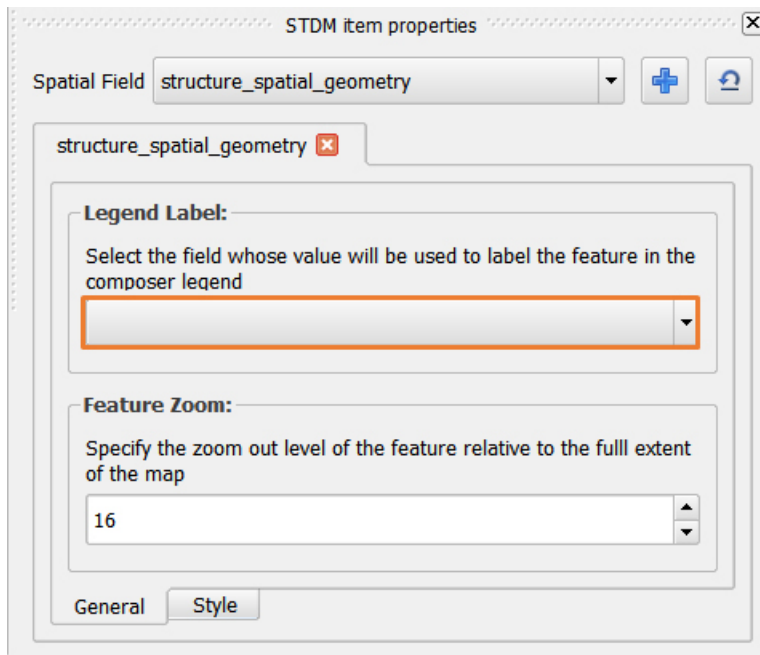 STDM item properties
Spatial Field structure_spatial_geometry
structure_spatial_geometry
Legend Label:
Select the field whose value will be used to label the feature in the
composer legend
Feature Zoom:
Specify the zoom out level of the feature relative to the fulll extent
of the map
16
General Style